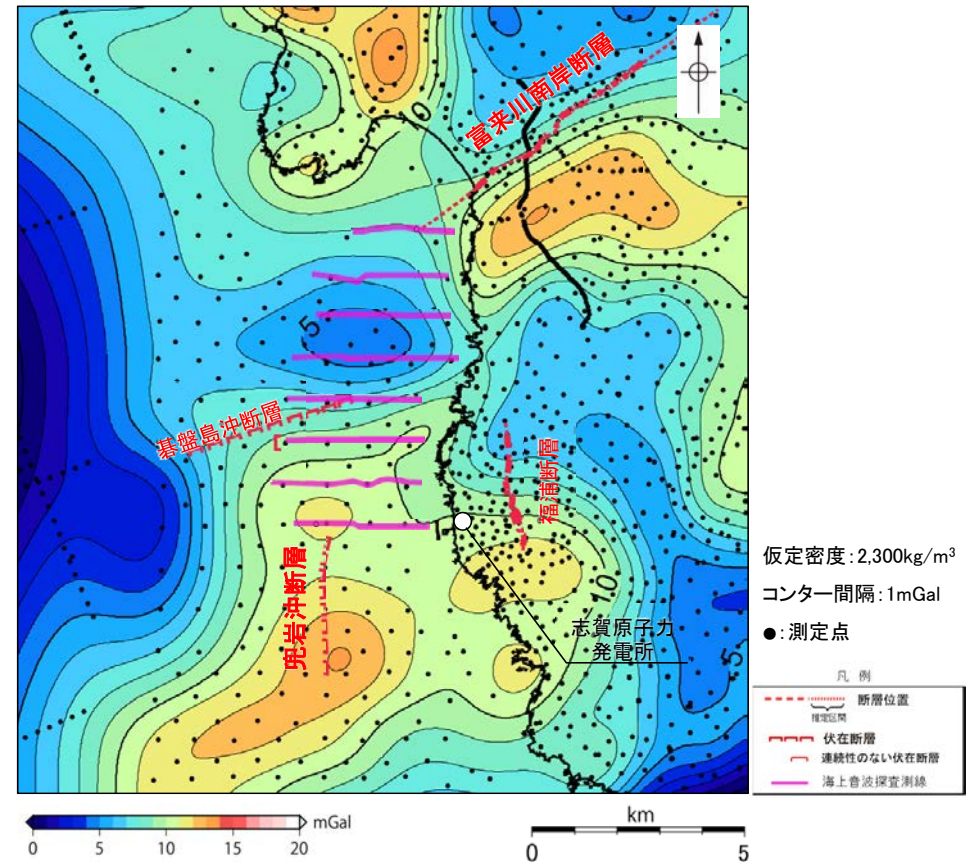 富来川南岸断層
0
5
碁盤島沖断層
福浦断層
兜岩沖断層
10
志賀原子力
発電所
5
仮定密度:2,300kg/m³
コンター間隔:1mGal
●:測定点
凡 例
断層位置
推定区間
伏在断層
連続性のない伏在断層
海上音波探査測線
0 5 10 15 20 mGal
km
0 5